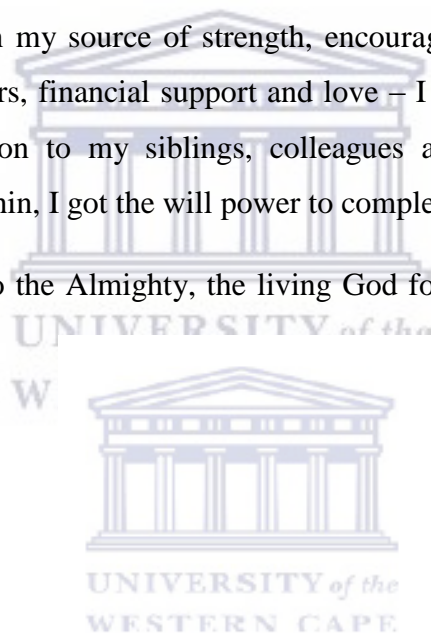 my source of strength, encourag
rs, financial support and love – I
on to my siblings, colleagues a
in, I got the will power to comple
the Almighty, the living God fo
UNIVERSITY of the
W
UNIVERSITY of the
WESTERN CAPE